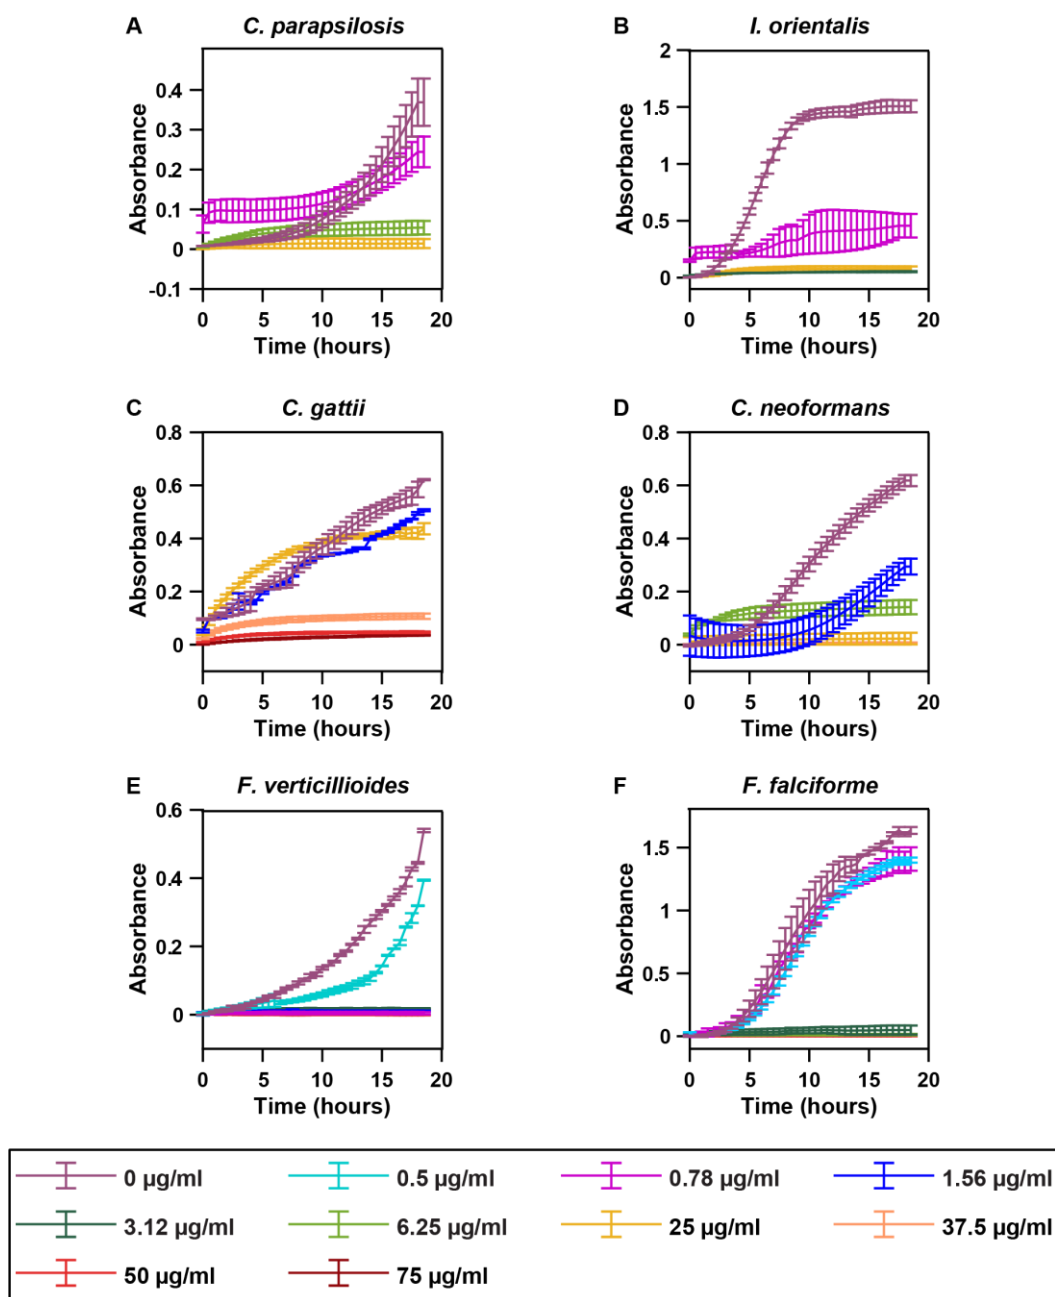 A C. parapsilosis
Absorbance
0.4
0.3
0.2
0.1
0
-0.1
0 5 10 15 20
Time (hours)
B I. orientalis
Absorbance
2
1.5
1
0.5
0
0 5 10 15 20
Time (hours)
C C. gattii
Absorbance
0.8
0.6
0.4
0.2
0
0 5 10 15 20
Time (hours)
D C. neoformans
Absorbance
0.8
0.6
0.4
0.2
0
0 5 10 15 20
Time (hours)
E F. verticillioides
Absorbance
0.6
0.4
0.2
0
0 5 10 15 20
Time (hours)
F F. falciforme
Absorbance
1.5
1
0.5
0
0 5 10 15 20
Time (hours)
0 µg/ml 0.5 µg/ml 0.78 µg/ml 1.56 µg/ml
3.12 µg/ml 6.25 µg/ml 25 µg/ml 37.5 µg/ml
50 µg/ml 75 µg/ml